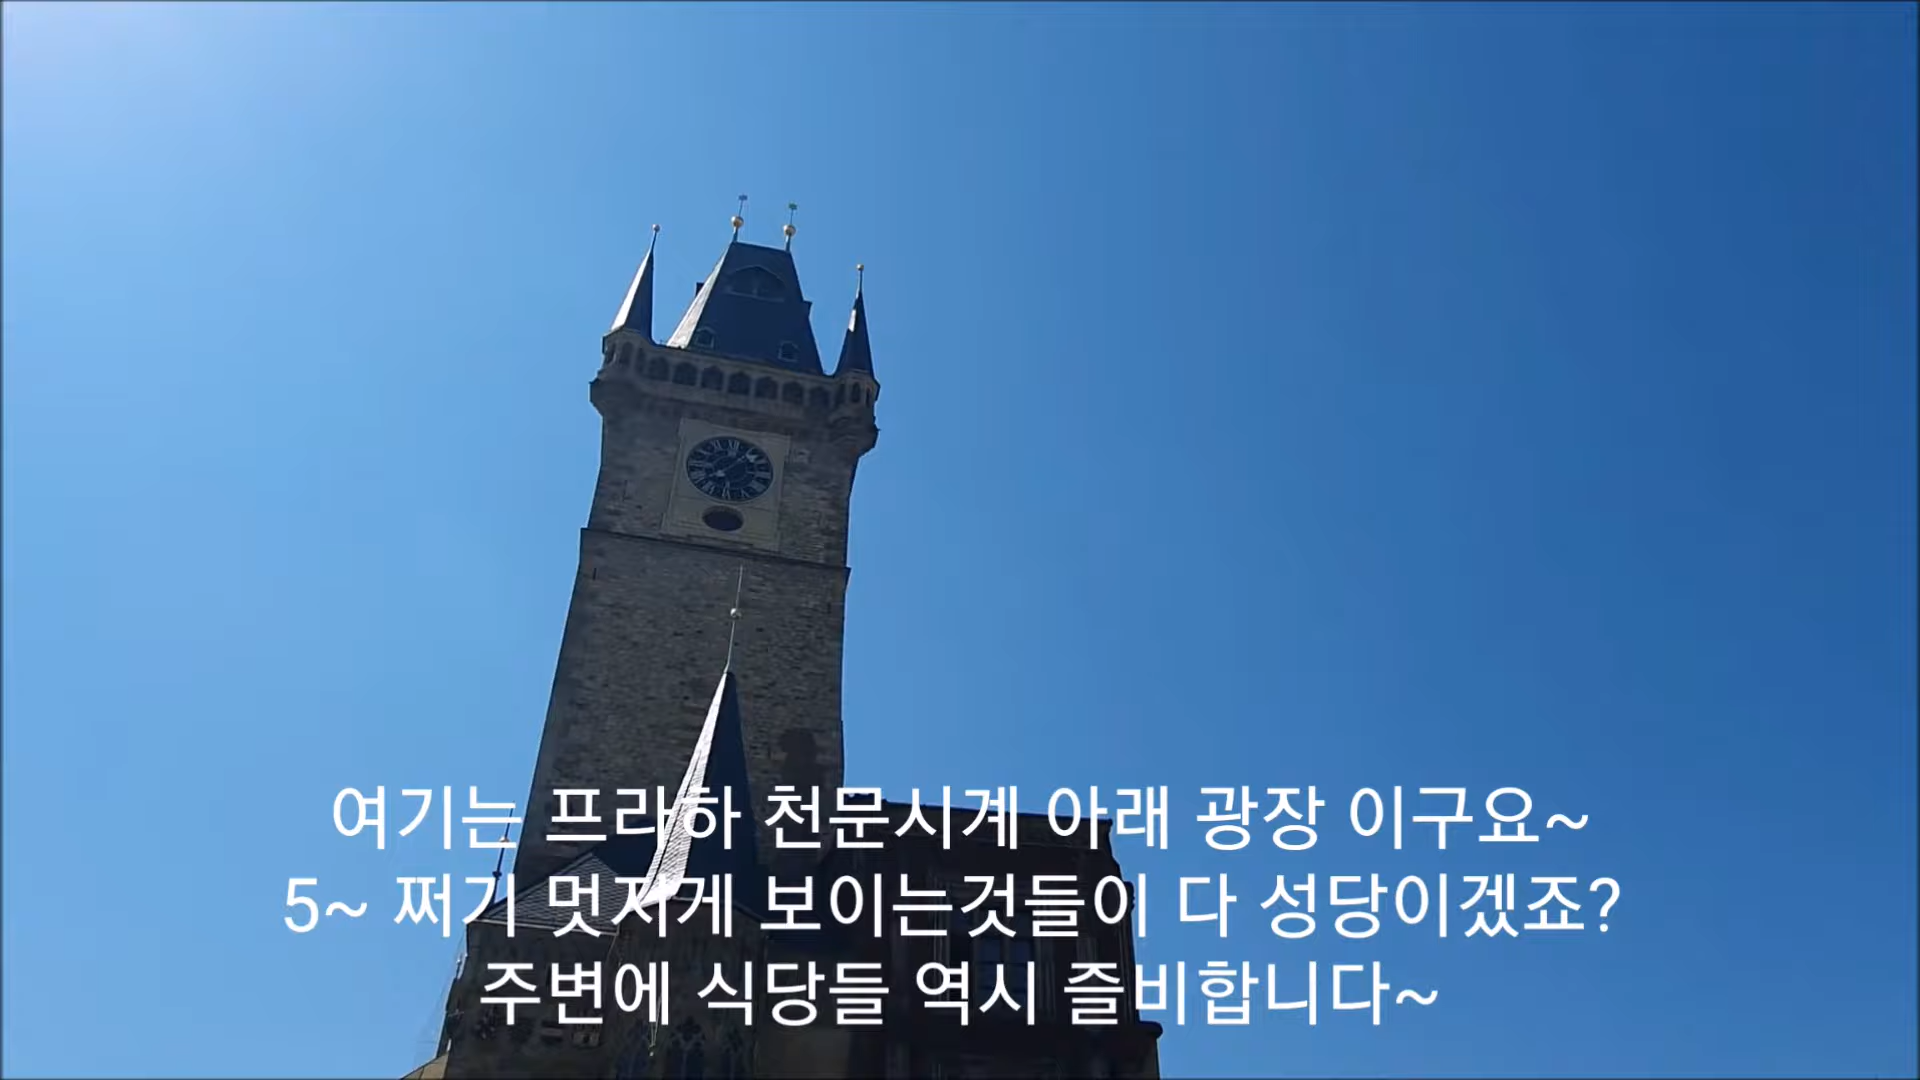 여기는 프라하 천문시계 아래 광장 이구요~
5~ 쩌기 멋지게 보이는것들이 다 성당이겠죠?
주변에 식당들 역시 즐비합니다~